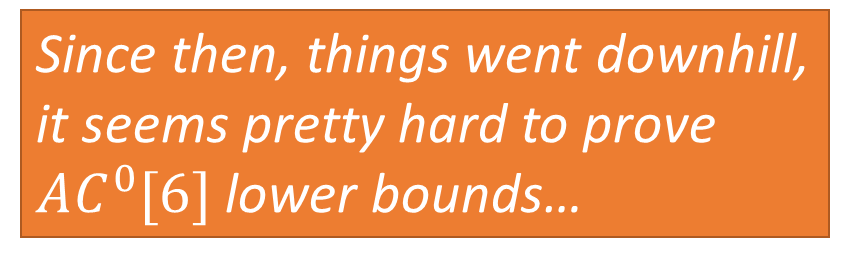 Since then, things went downhill,
it seems pretty hard to prove
𝐴𝐶⁰[6] lower bounds…